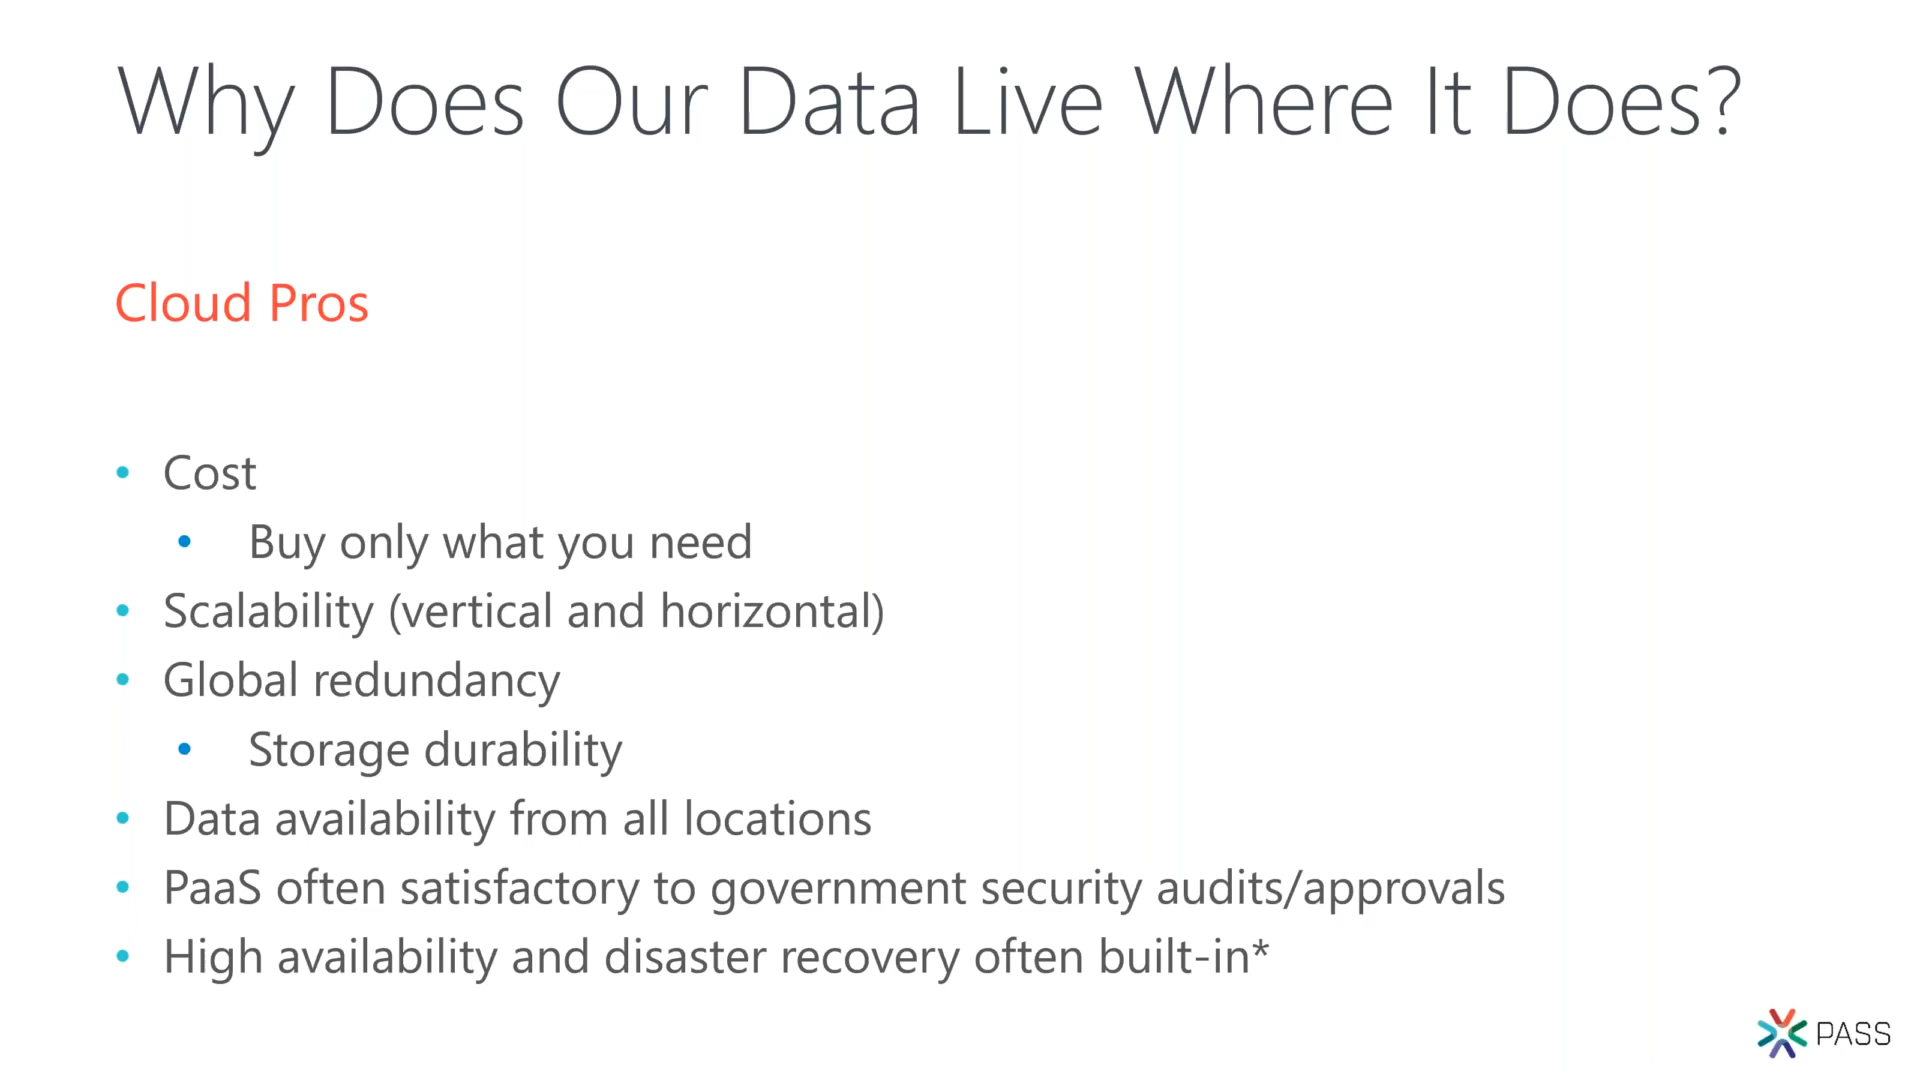 Why Does Our Data Live Where It Does?
Cloud Pros
• Cost
• Buy only what you need
• Scalability (vertical and horizontal)
• Global redundancy
• Storage durability
• Data availability from all locations
• PaaS often satisfactory to government security audits/approvals
• High availability and disaster recovery often built-in*
PASS